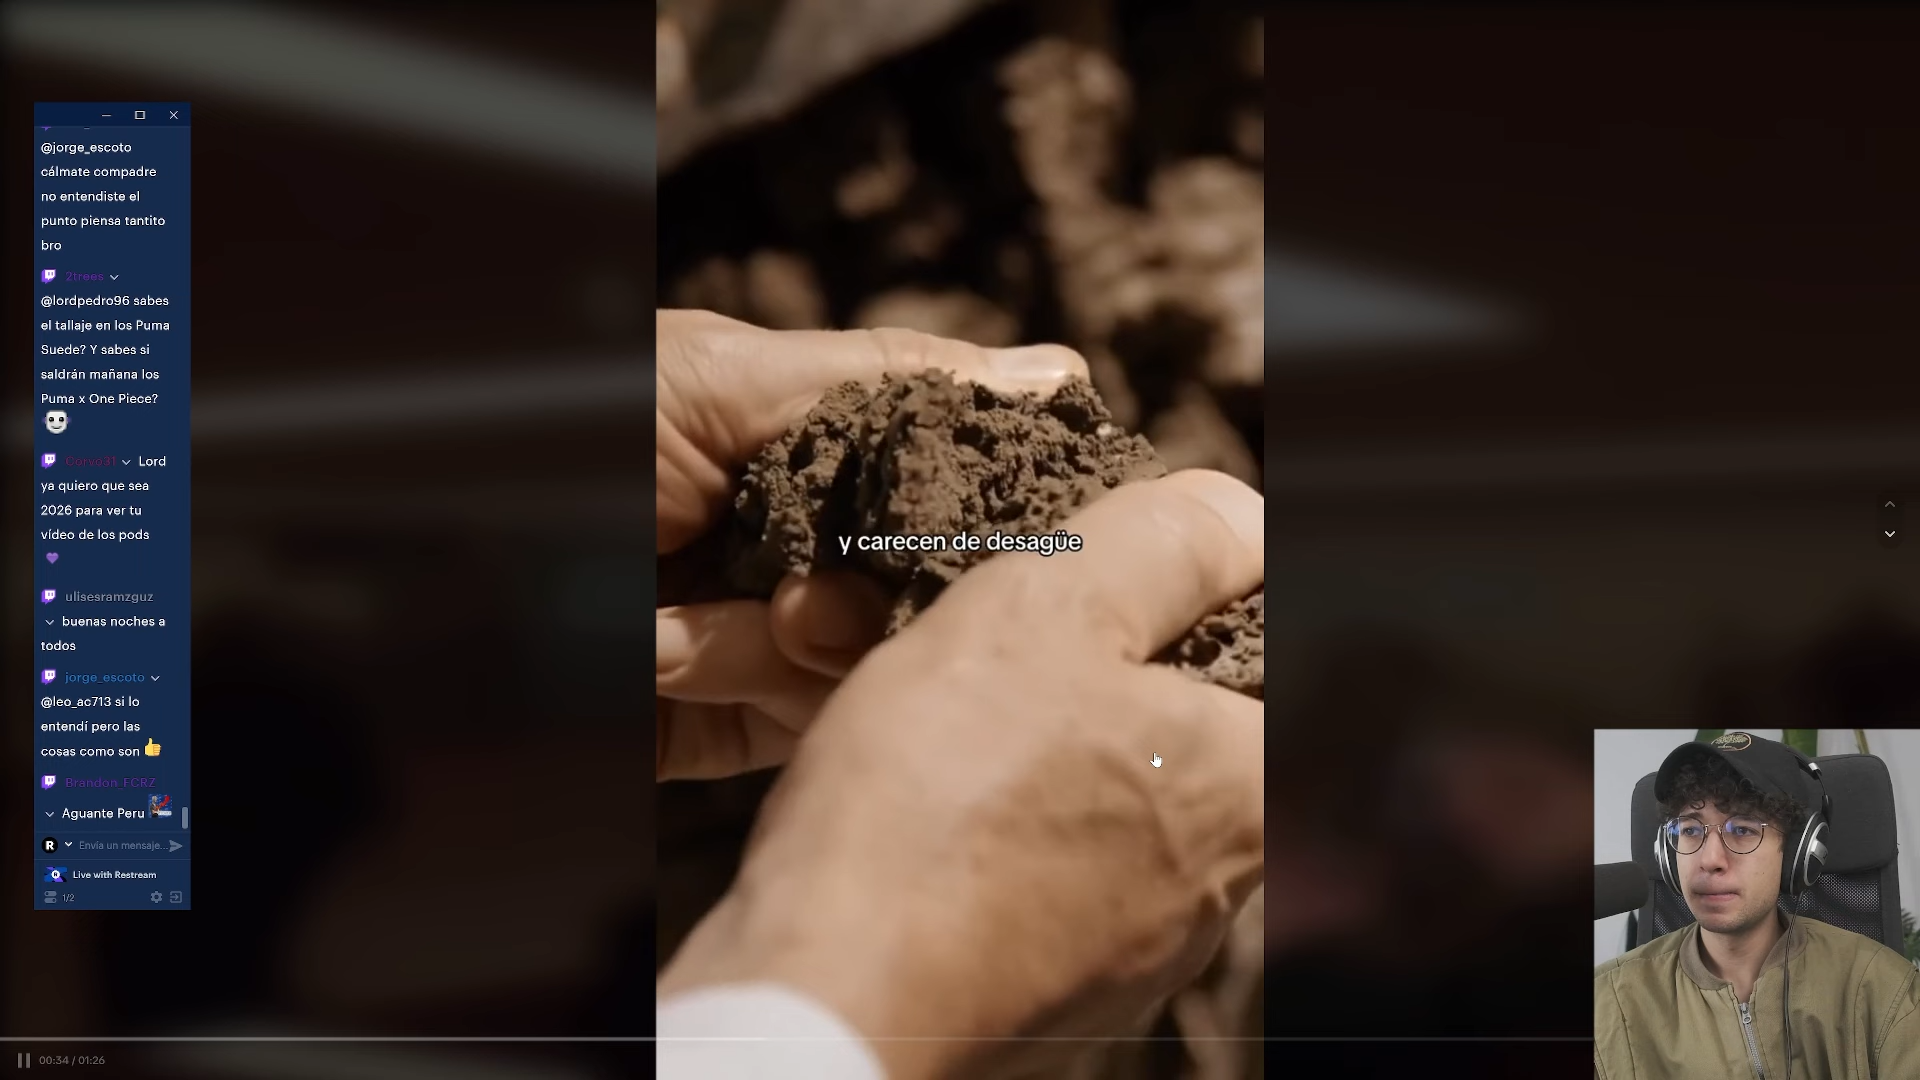 @jorge_escoto
cálmate compadre
no entendiste el
punto piensa tantito
bro
2trees
@lordpedro96 sabes
el tallaje en los Puma
Suede? Y sabes si
saldrán mañana los
Puma x One Piece?
Corvo31 Lord
ya quiero que sea
2026 para ver tu
vídeo de los pods
ulisesramzguz
buenas noches a
todos
jorge_escoto
@leo_ac713 si lo
entendí pero las
cosas como son
Brandon_FCRZ
Aguante Peru
R Envía un mensaje...
Live with Restream
1/2
y carecen de desagüe
00:34 / 01:26